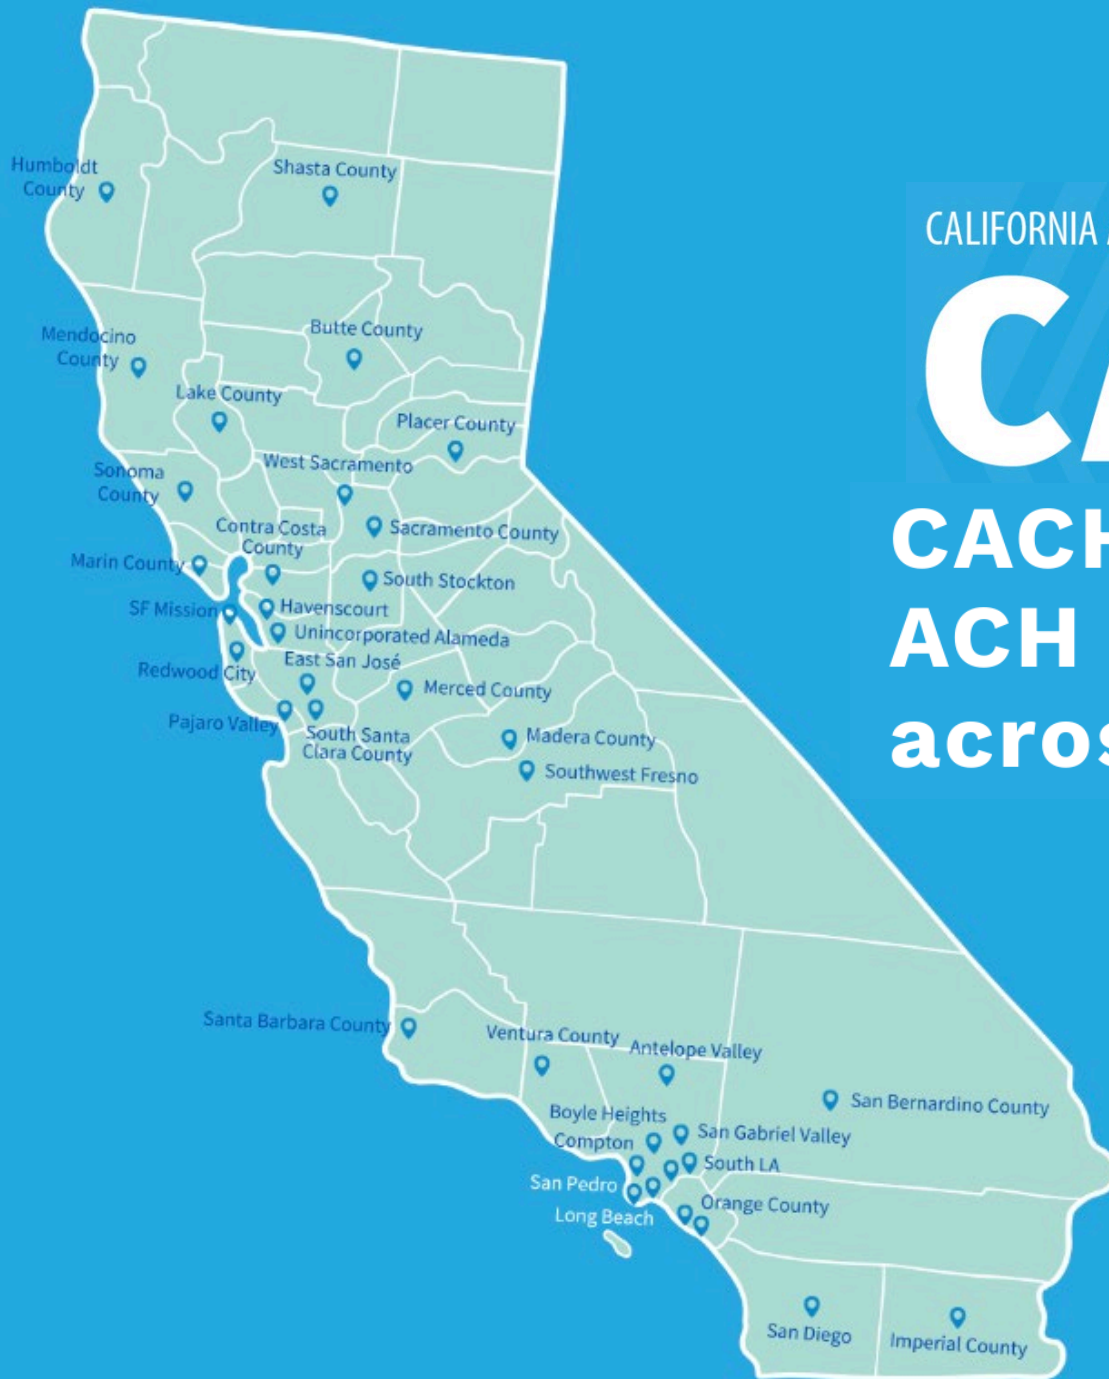 Humboldt
County
Shasta County
CALIFORNIA
CA
Mendocino
County
Butte County
Lake County
Placer County
Sonoma
County
West Sacramento
Contra Costa
County
Sacramento County
CACH
ACH
acros
Marin County
South Stockton
SF Mission
Havenscourt
Unincorporated Alameda
Redwood City
East San José
Merced County
Pajaro Valley
South Santa
Clara County
Madera County
Southwest Fresno
Santa Barbara County
Ventura County
Antelope Valley
San Bernardino County
Boyle Heights
Compton
San Gabriel Valley
South LA
San Pedro
Long Beach
Orange County
San Diego
Imperial County